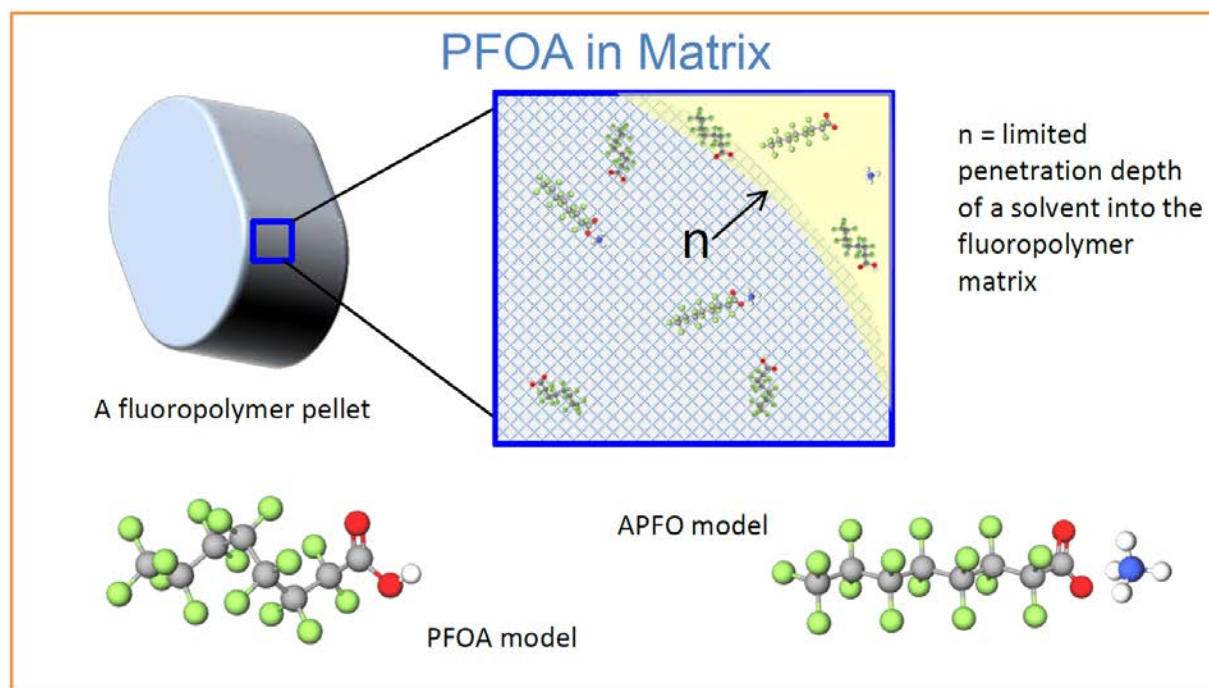 PFOA in Matrix
n = limited
penetration depth
of a solvent into the
fluoropolymer
matrix
n
A fluoropolymer pellet
APFO model
PFOA model